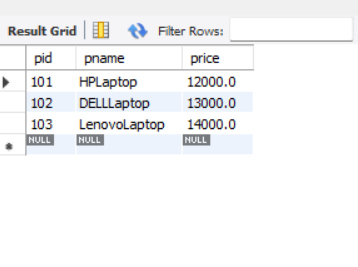 Result Grid Filter Rows:
pid pname price
101 HPLaptop 12000.0
102 DELLLaptop 13000.0
103 LenovoLaptop 14000.0
NULL NULL NULL